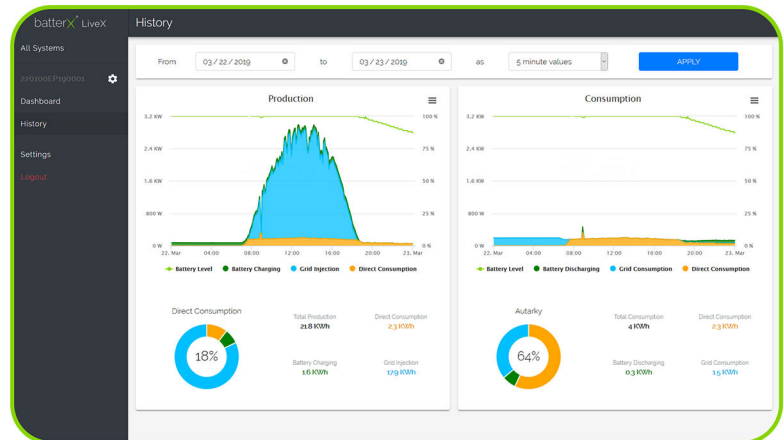 batterX LiveX
History
All Systems
From 03 / 22 / 2019 to 03 / 23 / 2019 as 5 minute values APPLY
220100EP190001
Dashboard
History
Settings
Logout
Production
3.2 KW 100 %
2.4 KW 75 %
1.6 KW 50 %
800 W 25 %
0 W 0 %
22. Mar 04:00 08:00 12:00 16:00 20:00 23. Mar
Battery Level Battery Charging Grid Injection Direct Consumption
Direct Consumption
18%
Total Production
21.8 KWh
Direct Consumption
2.3 KWh
Battery Charging
1.6 KWh
Grid Injection
17.9 KWh
Consumption
3.2 KW 100 %
2.4 KW 75 %
1.6 KW 50 %
800 W 25 %
0 W 0 %
22. Mar 04:00 08:00 12:00 16:00 20:00 23. Mar
Battery Level Battery Discharging Grid Consumption Direct Consumption
Autarky
64%
Total Consumption
4 KWh
Direct Consumption
2.3 KWh
Battery Discharging
0.3 KWh
Grid Consumption
1.5 KWh